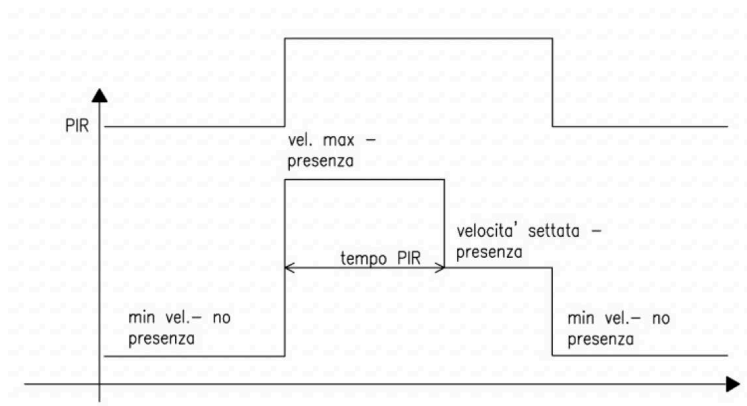 PIR
vel. max –
presenza
velocita' settata –
presenza
tempo PIR
min vel.– no
presenza
min vel.– no
presenza